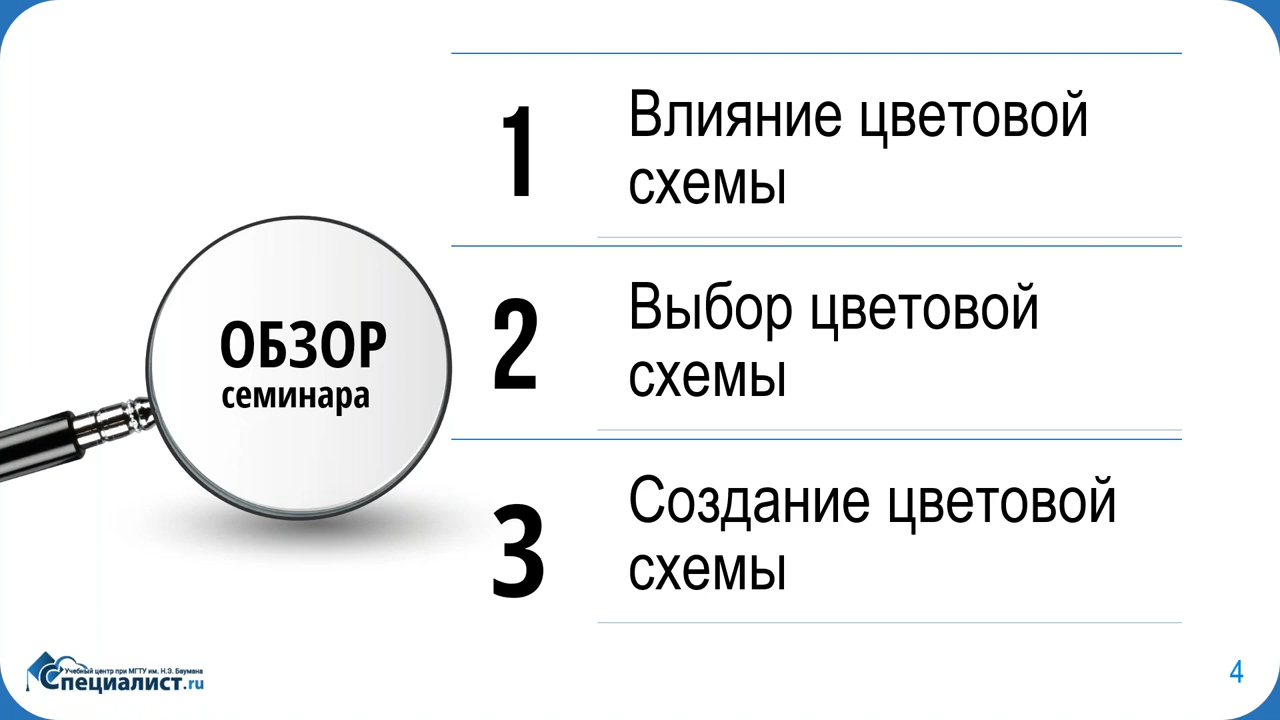 ОБЗОР
семинара
1
Влияние цветовой
схемы
2
Выбор цветовой
схемы
3
Создание цветовой
схемы
Учебный центр при МГТУ им. Н.Э. Баумана
Специалист.ru
4